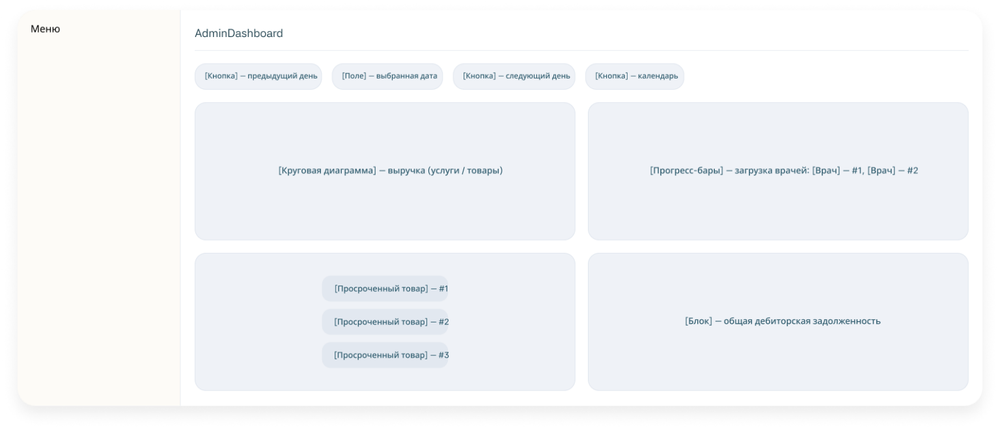 Меню
AdminDashboard
[Кнопка] — предыдущий день
[Поле] — выбранная дата
[Кнопка] — следующий день
[Кнопка] — календарь
[Круговая диаграмма] — выручка (услуги / товары)
[Прогресс-бары] — загрузка врачей: [Врач] — #1, [Врач] — #2
[Просроченный товар] — #1
[Просроченный товар] — #2
[Просроченный товар] — #3
[Блок] — общая дебиторская задолженность